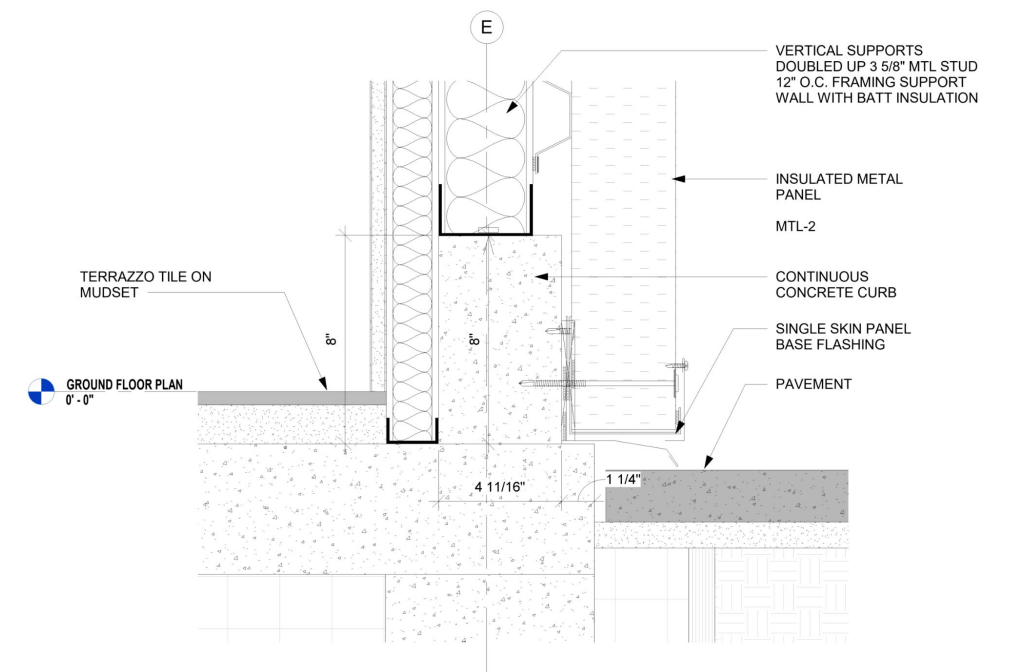 E
VERTICAL SUPPORTS
DOUBLED UP 3 5/8" MTL STUD
12" O.C. FRAMING SUPPORT
WALL WITH BATT INSULATION
INSULATED METAL
PANEL
MTL-2
TERRAZZO TILE ON
MUDSET
CONTINUOUS
CONCRETE CURB
8"
8"
SINGLE SKIN PANEL
BASE FLASHING
GROUND FLOOR PLAN
0' - 0"
PAVEMENT
4 11/16"
1 1/4"